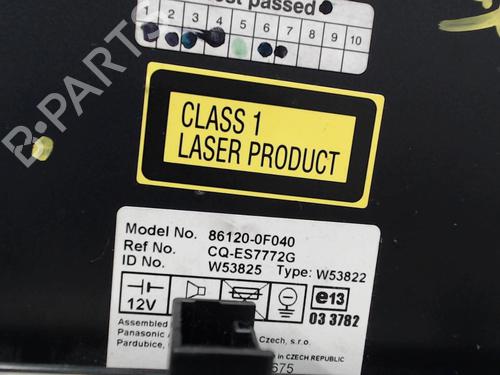 passed
1 2 3 4 5 6 7 8 9 10
CLASS 1
LASER PRODUCT
Model No. 86120-0F040
Ref No. CQ-ES7772G
ID No. W53825 Type: W53822
12V
e13
03 3782
Assembled
Panasonic Czech, s.r.o.
Pardubice, IN CZECH REPUBLIC
675
B-PARTS